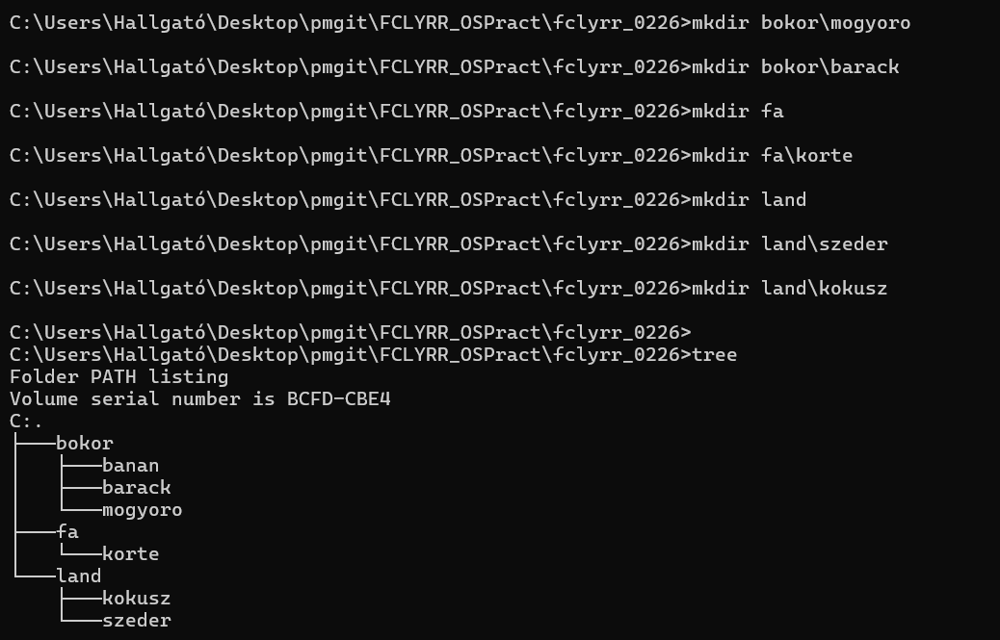 C:\Users\Hallgató\Desktop\pmgit\FCLYRR_OSPract\fclyrr_0226>mkdir bokor\mogyoro
C:\Users\Hallgató\Desktop\pmgit\FCLYRR_OSPract\fclyrr_0226>mkdir bokor\barack
C:\Users\Hallgató\Desktop\pmgit\FCLYRR_OSPract\fclyrr_0226>mkdir fa
C:\Users\Hallgató\Desktop\pmgit\FCLYRR_OSPract\fclyrr_0226>mkdir fa\korte
C:\Users\Hallgató\Desktop\pmgit\FCLYRR_OSPract\fclyrr_0226>mkdir land
C:\Users\Hallgató\Desktop\pmgit\FCLYRR_OSPract\fclyrr_0226>mkdir land\szeder
C:\Users\Hallgató\Desktop\pmgit\FCLYRR_OSPract\fclyrr_0226>mkdir land\kokusz
C:\Users\Hallgató\Desktop\pmgit\FCLYRR_OSPract\fclyrr_0226>
C:\Users\Hallgató\Desktop\pmgit\FCLYRR_OSPract\fclyrr_0226>tree
Folder PATH listing
Volume serial number is BCFD-CBE4
C:.
├───bokor
│   ├───banan
│   ├───barack
│   └───mogyoro
├───fa
│   └───korte
└───land
    ├───kokusz
    └───szeder